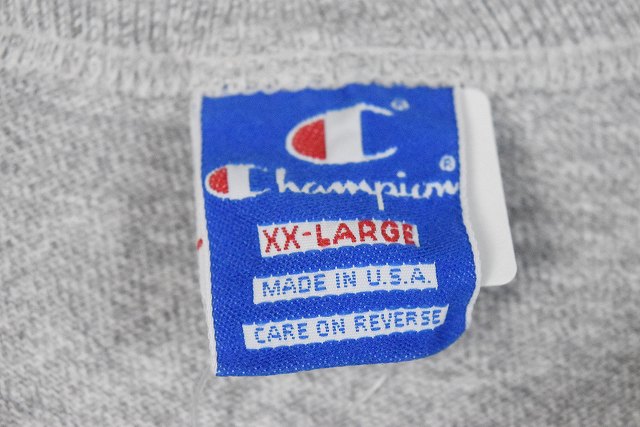 C®
Champion®
XX-LARGE
MADE IN U.S.A.
CARE ON REVERSE